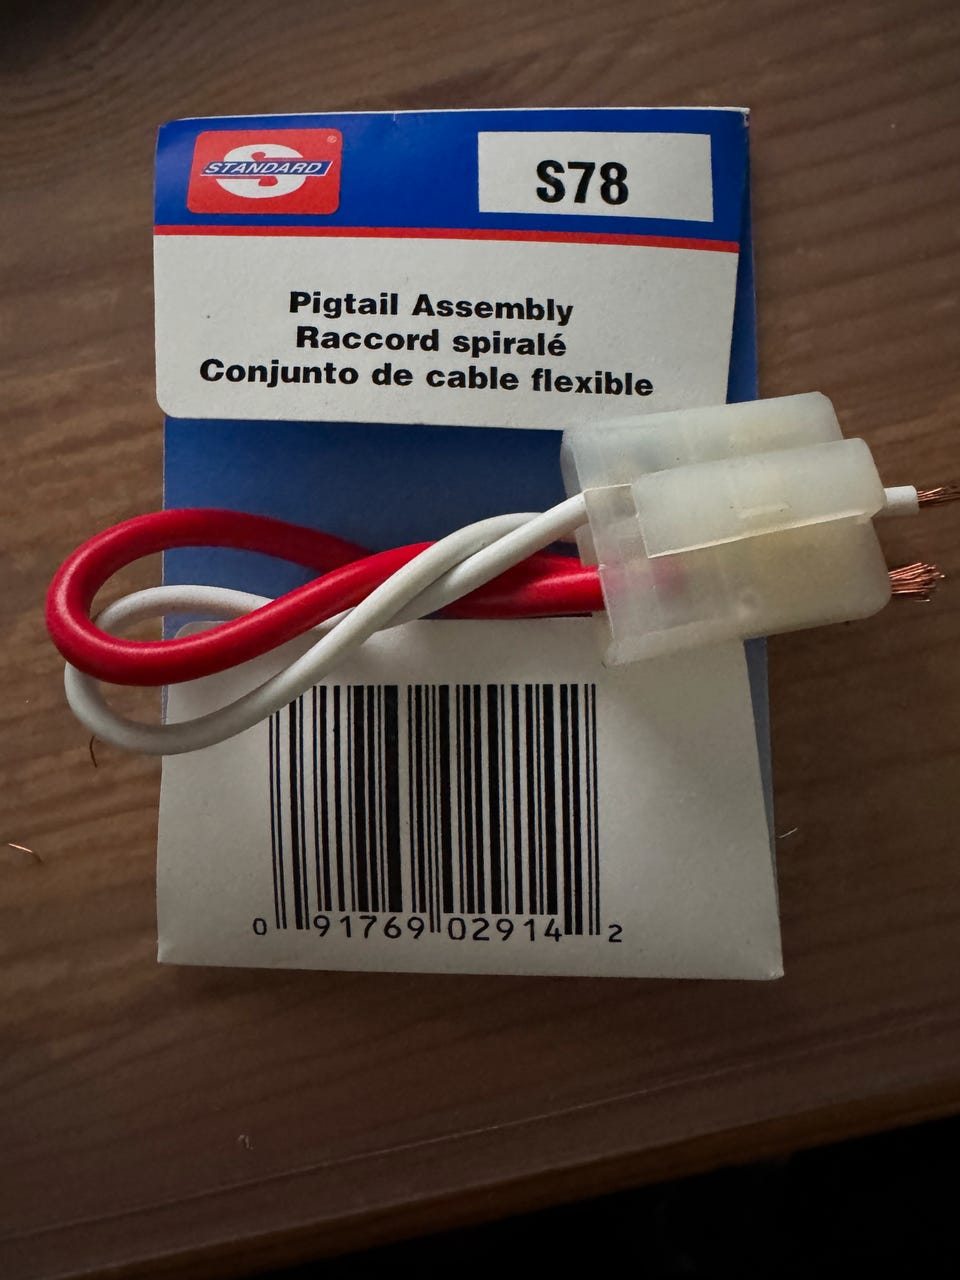 STANDARD®
S78
Pigtail Assembly
Raccord spiralé
Conjunto de cable flexible
0 91769 02914 2